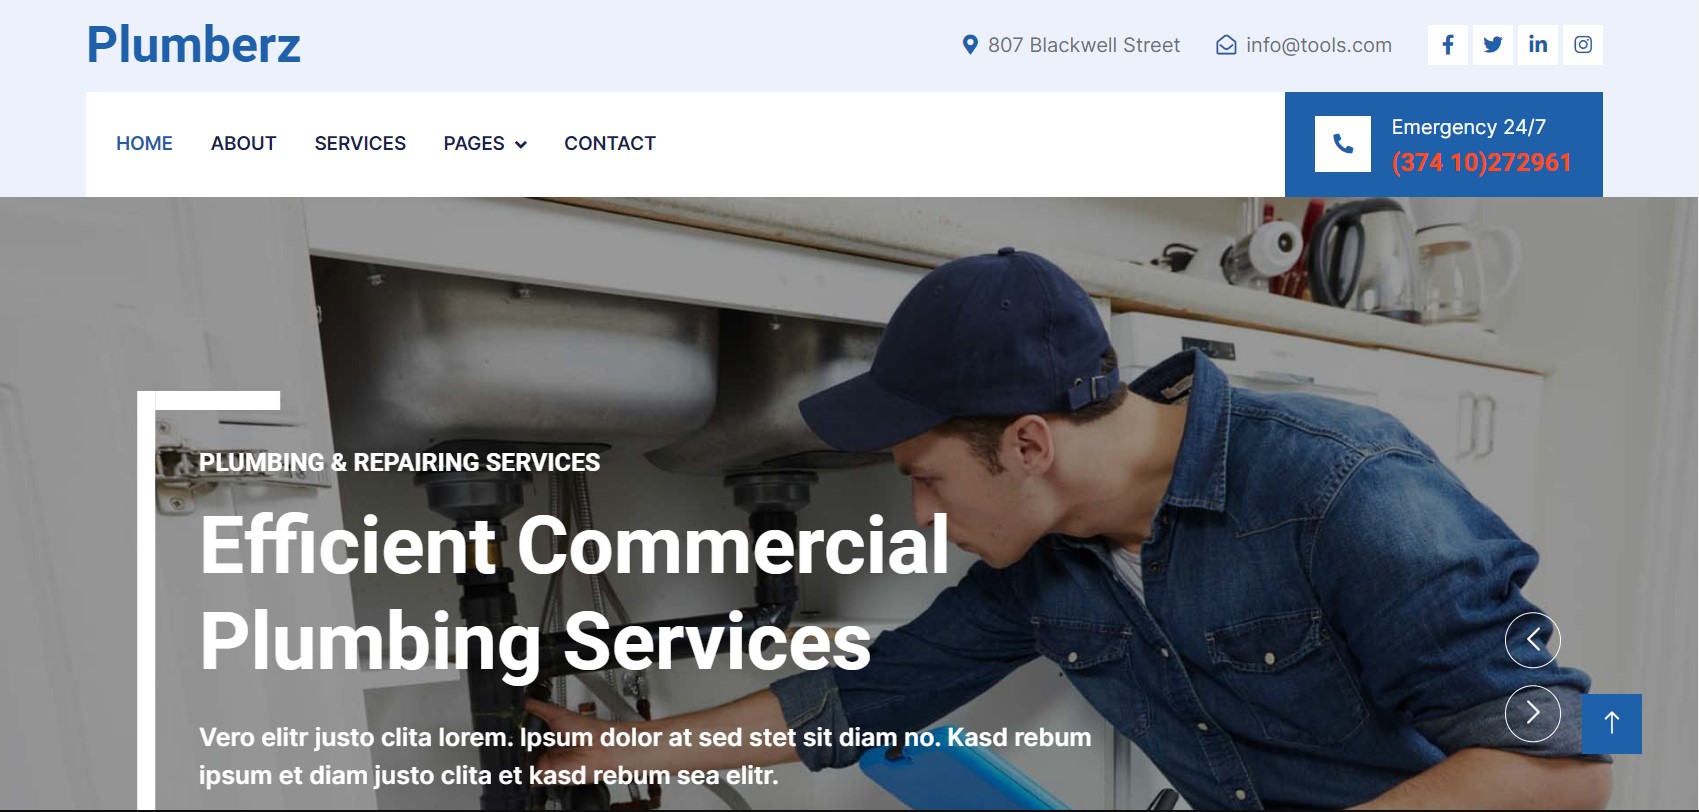 Plumberz
807 Blackwell Street
info@tools.com
HOME ABOUT SERVICES PAGES CONTACT
Emergency 24/7
(374 10)272961
PLUMBING & REPAIRING SERVICES
Efficient Commercial
Plumbing Services
Vero elitr justo clita lorem. Ipsum dolor at sed stet sit diam no. Kasd rebum
ipsum et diam justo clita et kasd rebum sea elitr.